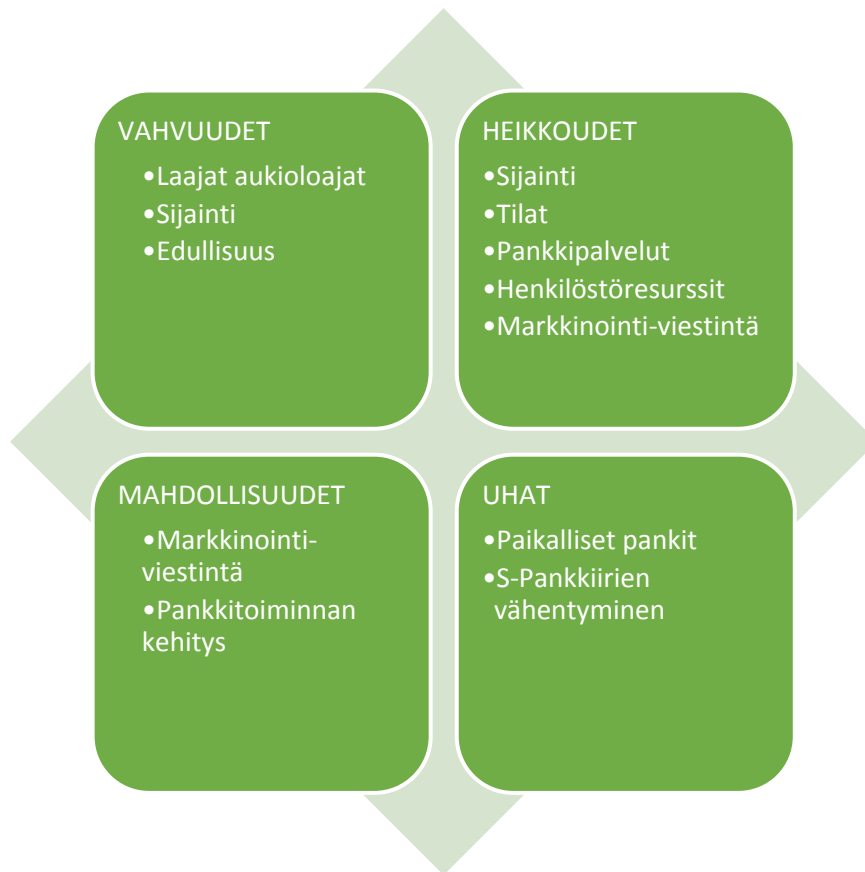 VAHVUUDET
•Laajat aukioloajat
•Sijainti
•Edullisuus
HEIKKOUDET
•Sijainti
•Tilat
•Pankkipalvelut
•Henkilöstöresurssit
•Markkinointi-viestintä
MAHDOLLISUUDET
•Markkinointi-
viestintä
•Pankkitoiminnan
kehitys
UHAT
•Paikalliset pankit
•S-Pankkiirien
vähentyminen